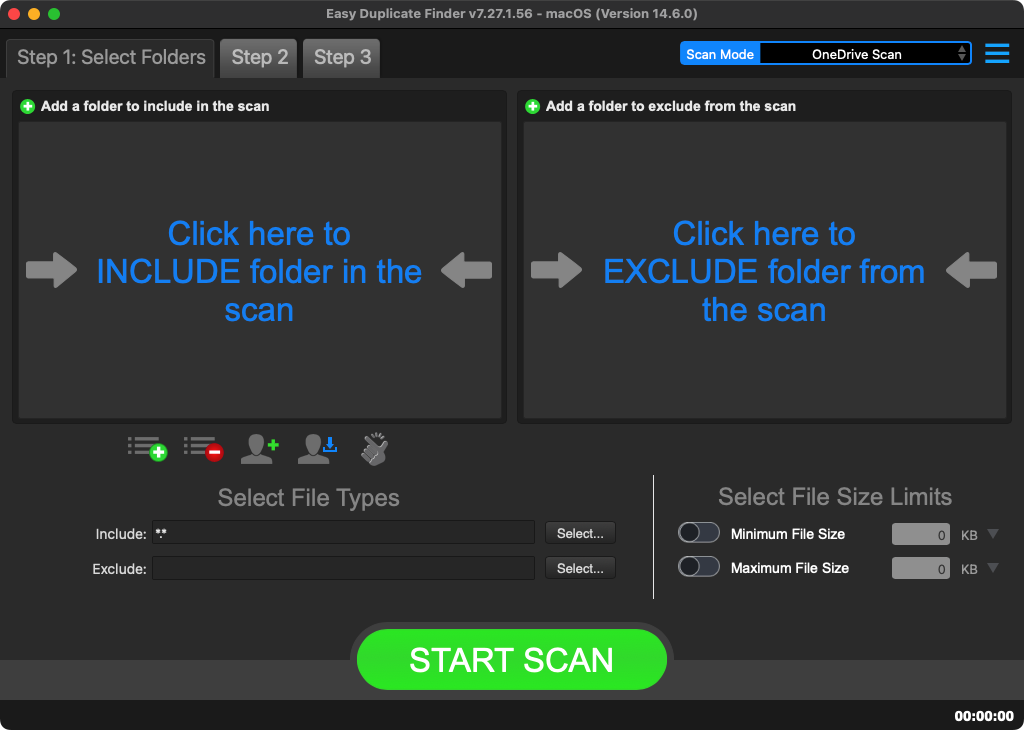 Easy Duplicate Finder v7.27.1.56 - macOS (Version 14.6.0)
Step 1: Select Folders
Step 2
Step 3
Scan Mode
OneDrive Scan
Add a folder to include in the scan
Click here to
INCLUDE folder in the
scan
Add a folder to exclude from the scan
Click here to
EXCLUDE folder from
the scan
Select File Types
Include: *.*
Select...
Exclude:
Select...
Select File Size Limits
Minimum File Size 0 KB
Maximum File Size 0 KB
START SCAN
00:00:00